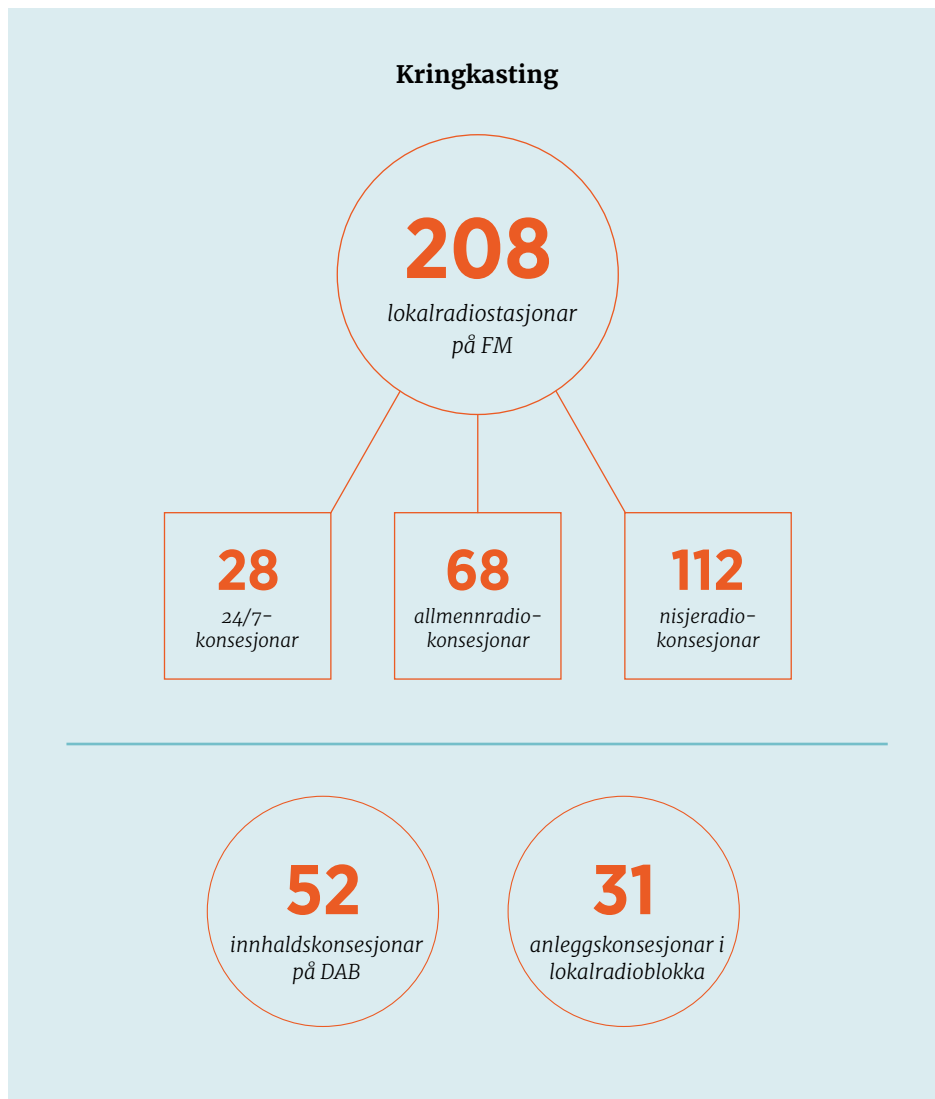 Kringkasting
208
lokalradiostasjonar
på FM
28
24/7-
konsesjonar
68
allmennradio-
konsesjonar
112
nisjeradio-
konsesjonar
52
innhaldskonsesjonar
på DAB
31
anleggskonsesjonar i
lokalradioblokka